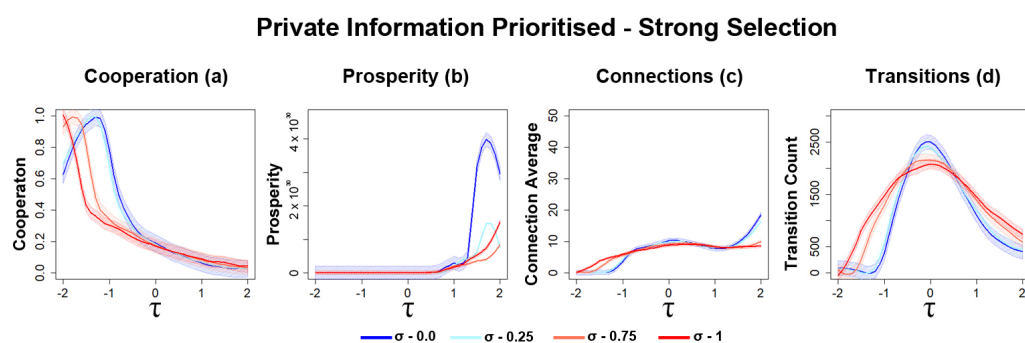 Private Information Prioritised - Strong Selection
Cooperation (a)
Prosperity (b)
Connections (c)
Transitions (d)
Cooperaton
0.0
0.2
0.4
0.6
0.8
1.0
-2
-1
0
1
2
τ
Prosperity
0
2 x 10
4 x 10
-2
-1
0
1
2
τ
Connection Average
0
10
20
30
40
50
-2
-1
0
1
2
τ
Transition Count
0
500
1500
2500
-2
-1
0
1
2
τ
σ - 0.0
σ - 0.25
σ - 0.75
σ - 1